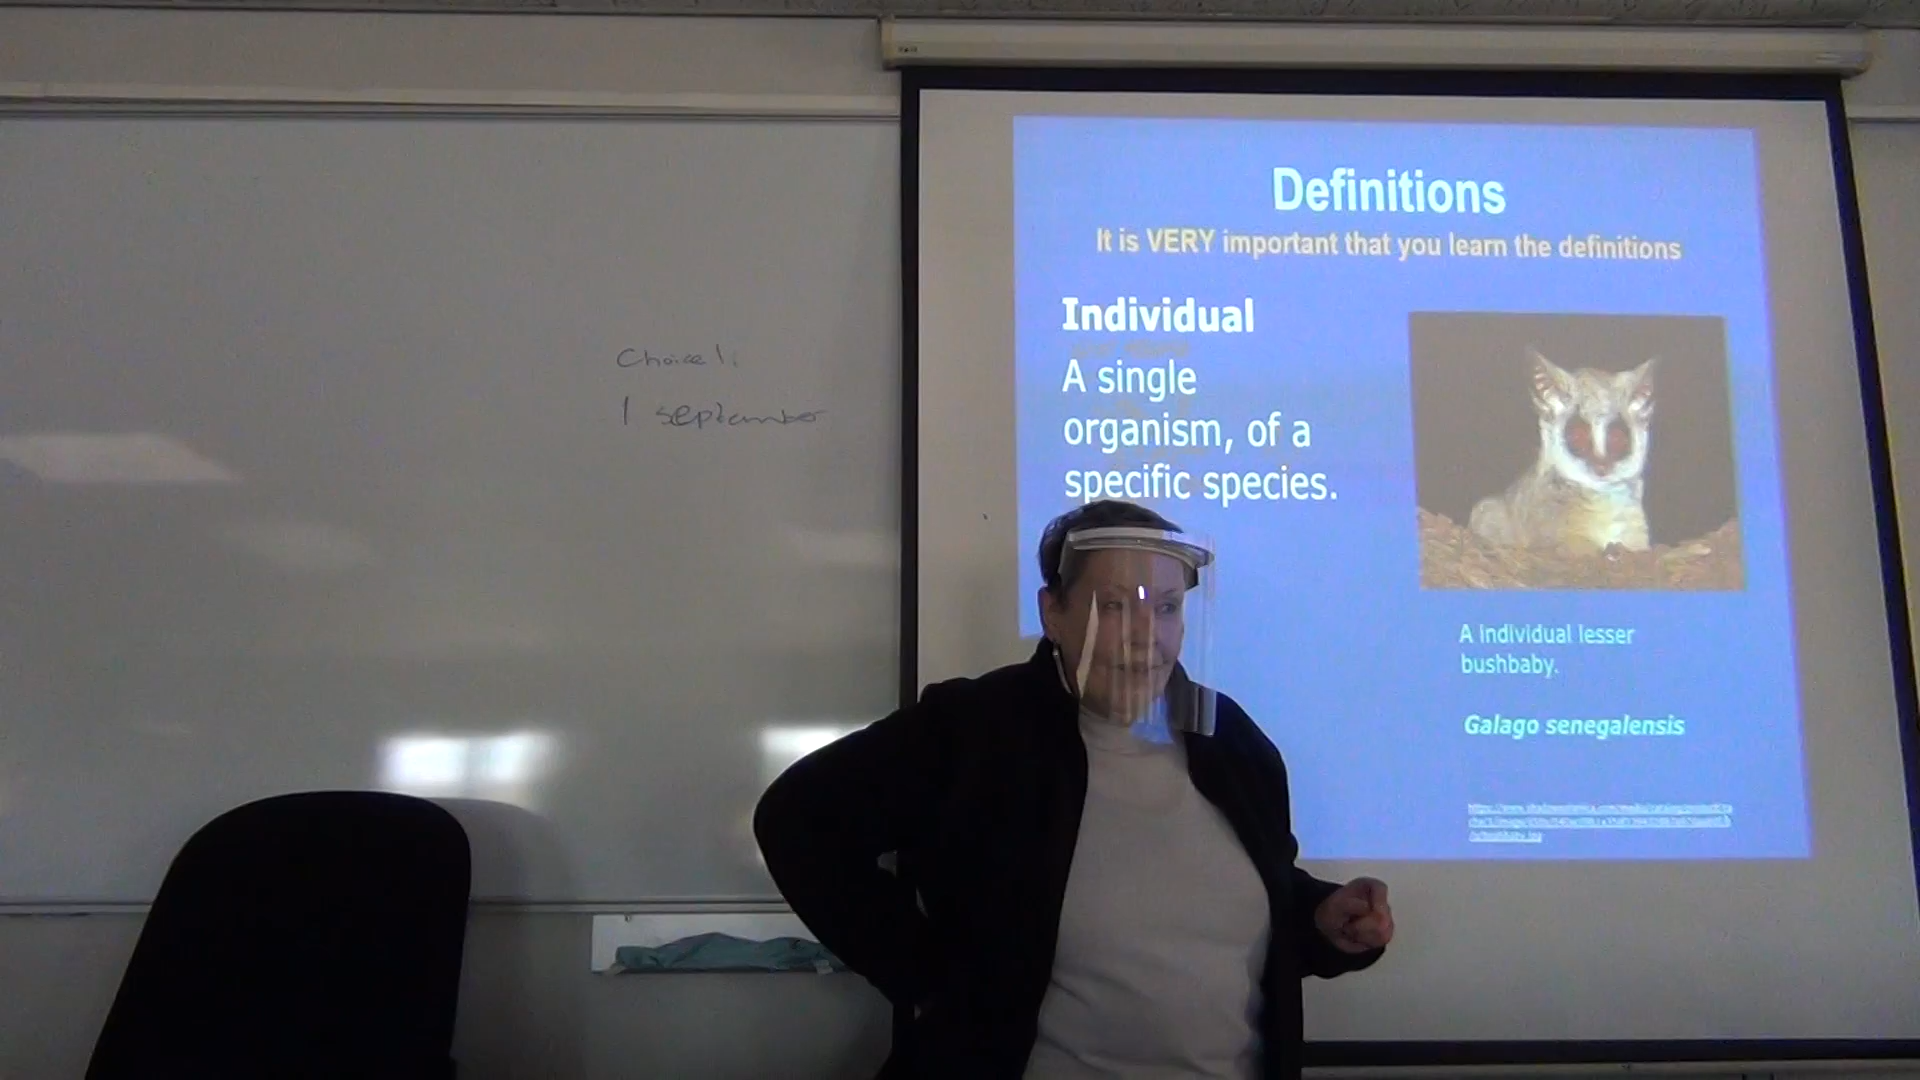 Choice 1:
1 september
Definitions
It is VERY important that you learn the definitions
Individual
A single
organism, of a
specific species.
A individual lesser
bushbaby.
Galago senegalensis